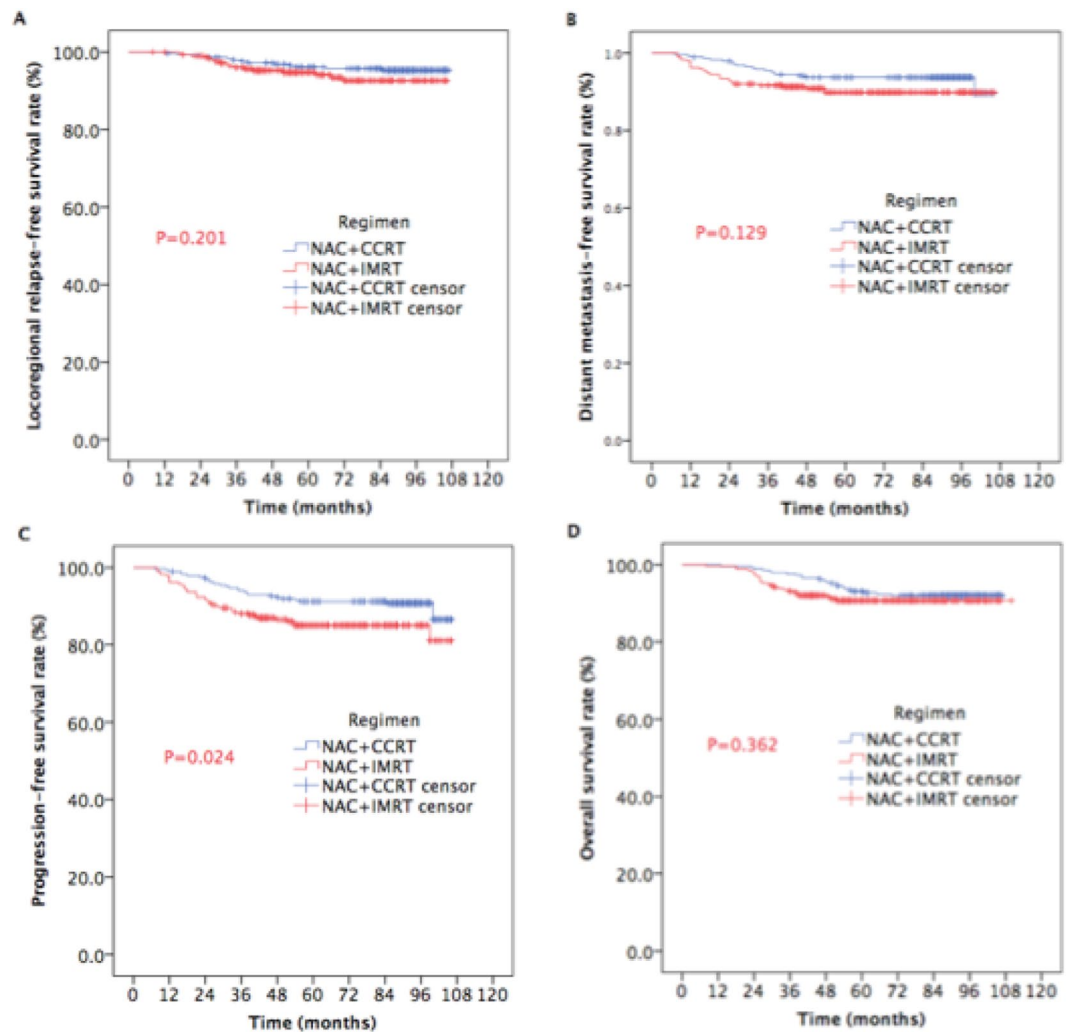 A
Locoregional relapse-free survival rate (%)
100.0
80.0
60.0
40.0
20.0
0.0
P=0.201
Regimen
NAC+CCRT
NAC+IMRT
NAC+CCRT censor
NAC+IMRT censor
0 12 24 36 48 60 72 84 96 108 120
Time (months)
B
Distant metastasis-free survival rate (%)
1.0
0.8
0.6
0.4
0.2
0.0
P=0.129
Regimen
NAC+CCRT
NAC+IMRT
NAC+CCRT censor
NAC+IMRT censor
0 12 24 36 48 60 72 84 96 108 120
Time (months)
C
Progression-free survival rate (%)
100.0
80.0
60.0
40.0
20.0
0.0
P=0.024
Regimen
NAC+CCRT
NAC+IMRT
NAC+CCRT censor
NAC+IMRT censor
0 12 24 36 48 60 72 84 96 108 120
Time (months)
D
Overall survival rate (%)
100.0
80.0
60.0
40.0
20.0
0.0
P=0.362
Regimen
NAC+CCRT
NAC+IMRT
NAC+CCRT censor
NAC+IMRT censor
0 12 24 36 48 60 72 84 96 108 120
Time (months)